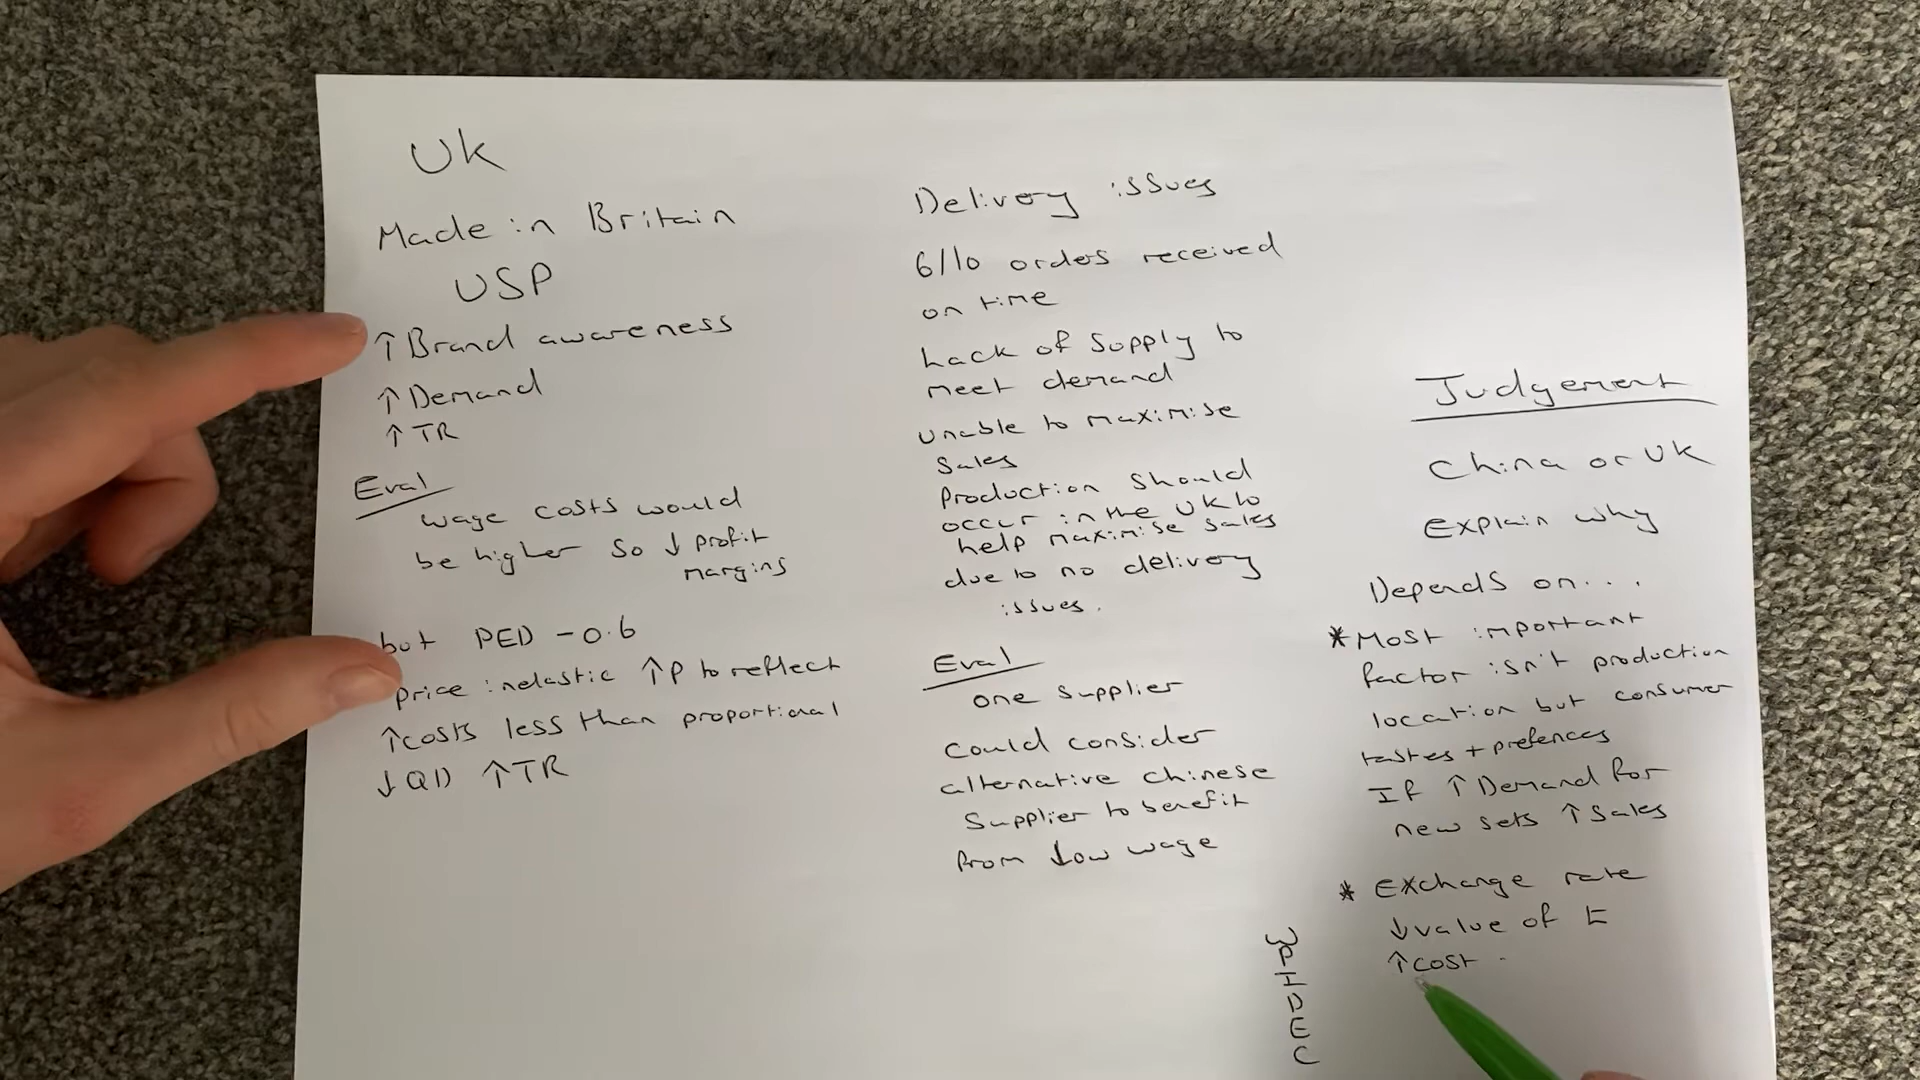 UK
Made in Britain
USP
↑ Brand awareness
↑ Demand
↑ TR
Eval
wage costs would
be higher so ↓ profit
margins
but PED -0.6
price inelastic ↑P to reflect
↑costs less than proportional
↓QD ↑TR
Delivery issues
6/10 orders received
on time
Lack of supply to
meet demand
unable to maximise
sales
production should
occur in the UK to
help maximise sales
due to no delivery
issues.
Eval
one supplier
could consider
alternative chinese
supplier to benefit
from low wage
Judgement
China or UK
Explain why
Depends on...
* Most important
factor isn't production
location but consumer
tastes + prefences
If ↑ Demand for
new sets ↑ sales
* Exchange rate
↓ value of £
↑ cost